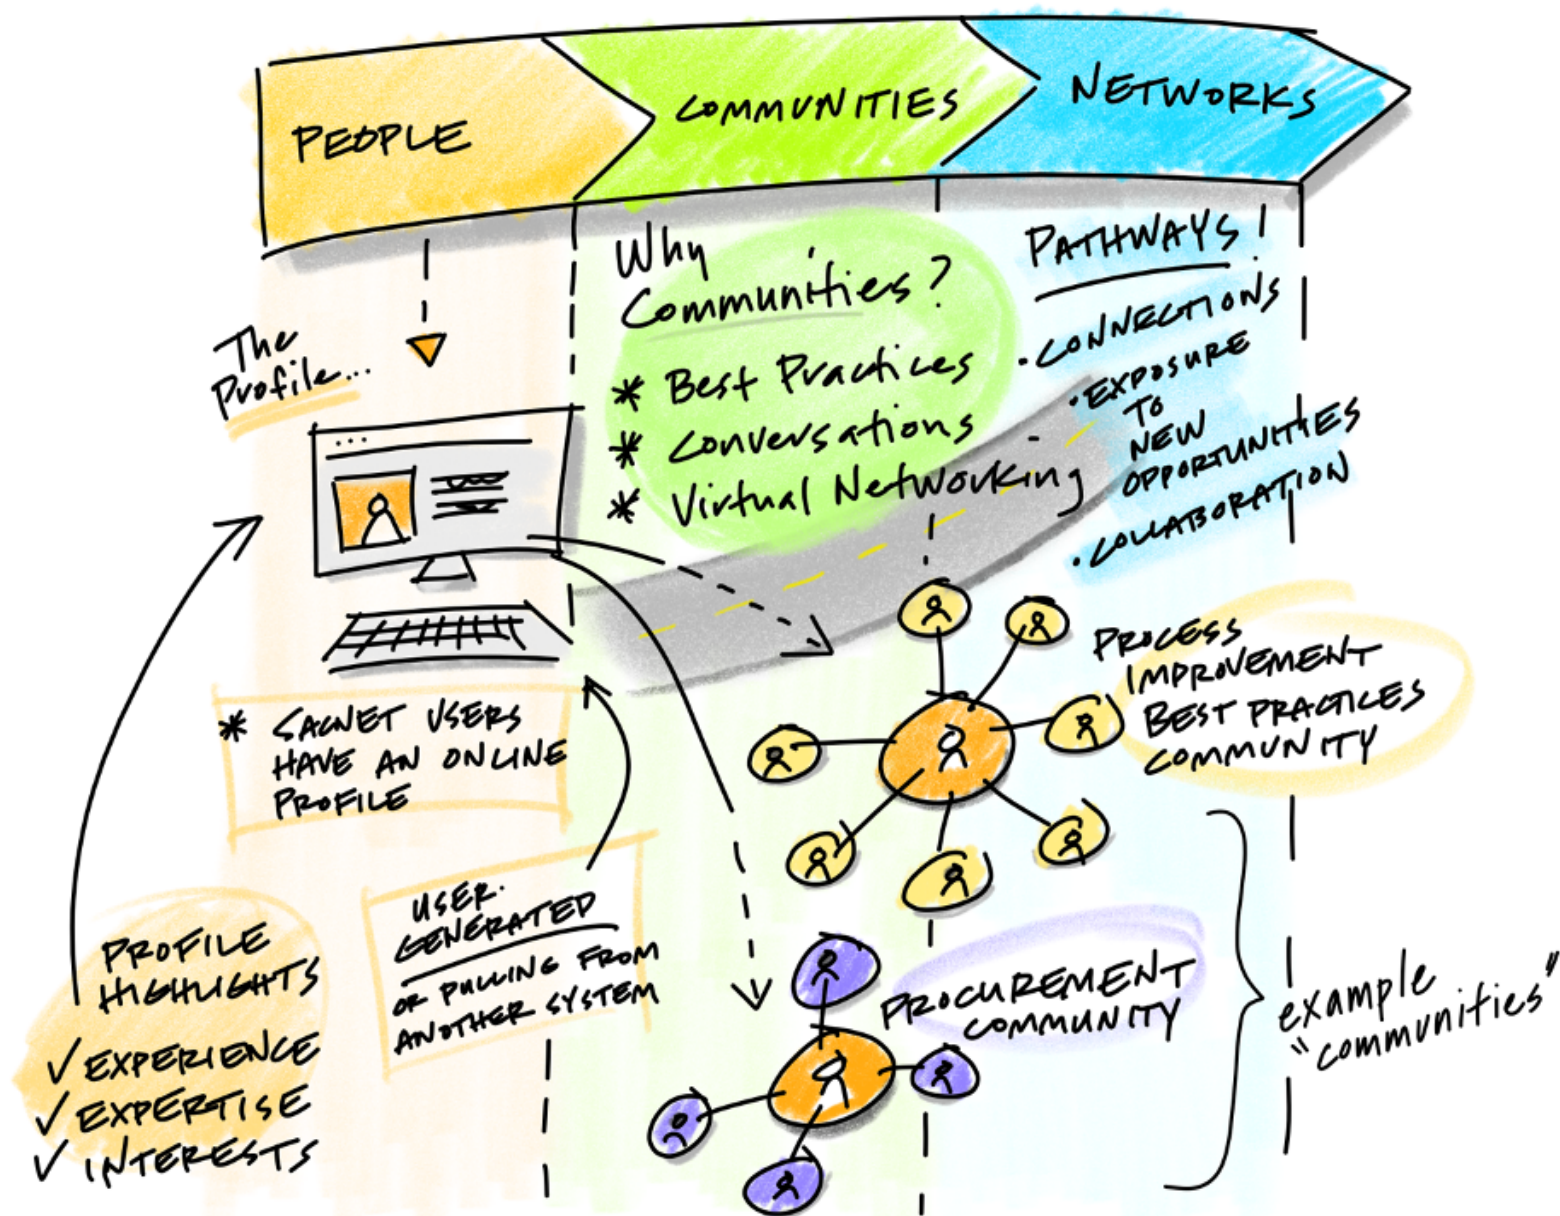 PEOPLE
COMMUNITIES
NETWORKS
The
Profile...
* SAGNET USERS
HAVE AN ONLINE
PROFILE
PROFILE
HIGHLIGHTS
✓ EXPERIENCE
✓ EXPERTISE
✓ INTERESTS
USER-
GENERATED
OR PULLING FROM
ANOTHER SYSTEM
Why
Communities?
* Best Practices
* Conversations
* Virtual Networking
PATHWAYS!
• CONNECTIONS
• EXPOSURE
TO
NEW
OPPORTUNITIES
• COLLABORATION
PROCESS
IMPROVEMENT
BEST PRACTICES
COMMUNITY
PROCUREMENT
COMMUNITY
example
"communities"